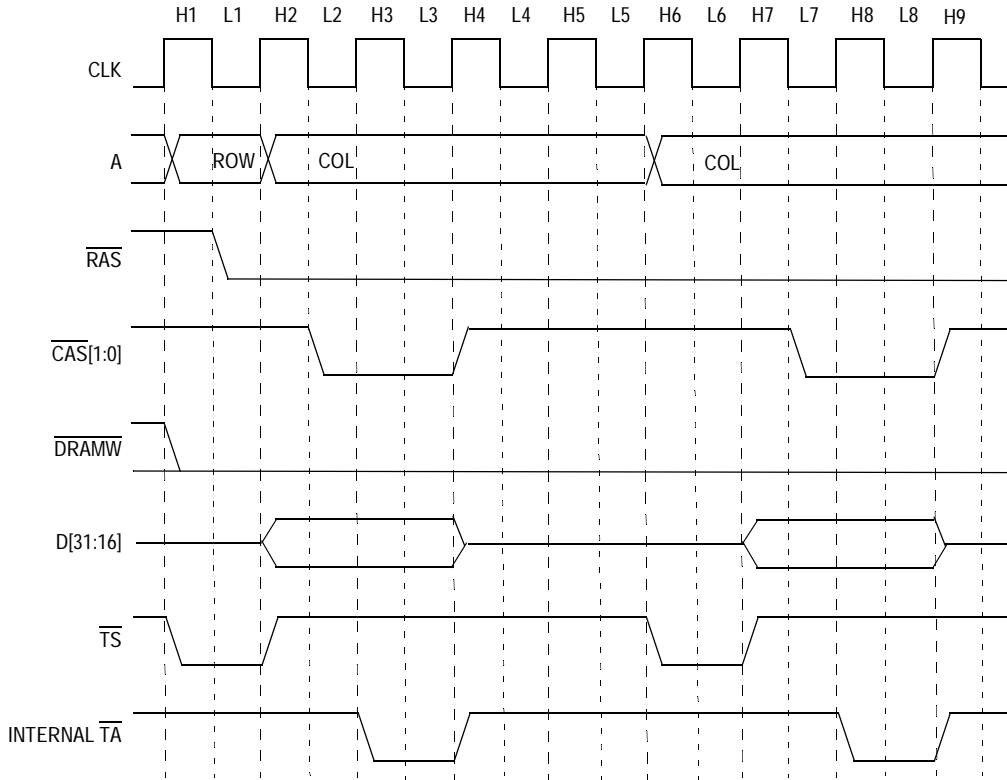 H1 L1 H2 L2 H3 L3 H4 L4 H5 L5 H6 L6 H7 L7 H8 L8 H9
CLK
A ROW COL COL
RAS
CAS[1:0]
DRAMW
D[31:16]
TS
INTERNAL TA